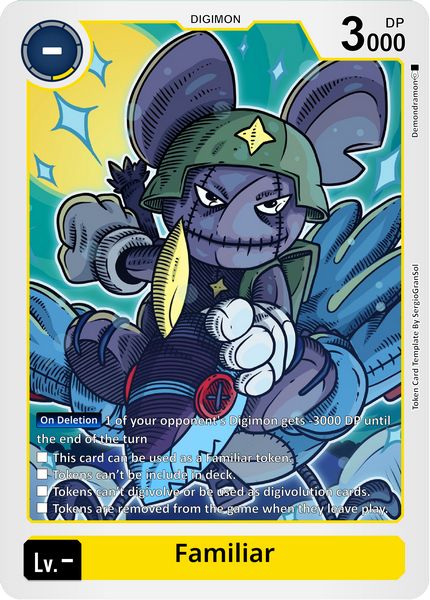 DIGIMON
-
3000
DP
Demondramon
Token Card Template By SergioGranSol
On Deletion 1 of your opponent's Digimon gets -3000 DP until
the end of the turn
This card can be used as a Familiar token.
Tokens can't be include in deck.
Tokens can't digivolve or be used as digivolution cards.
Tokens are removed from the game when they leave play.
Lv. -
Familiar